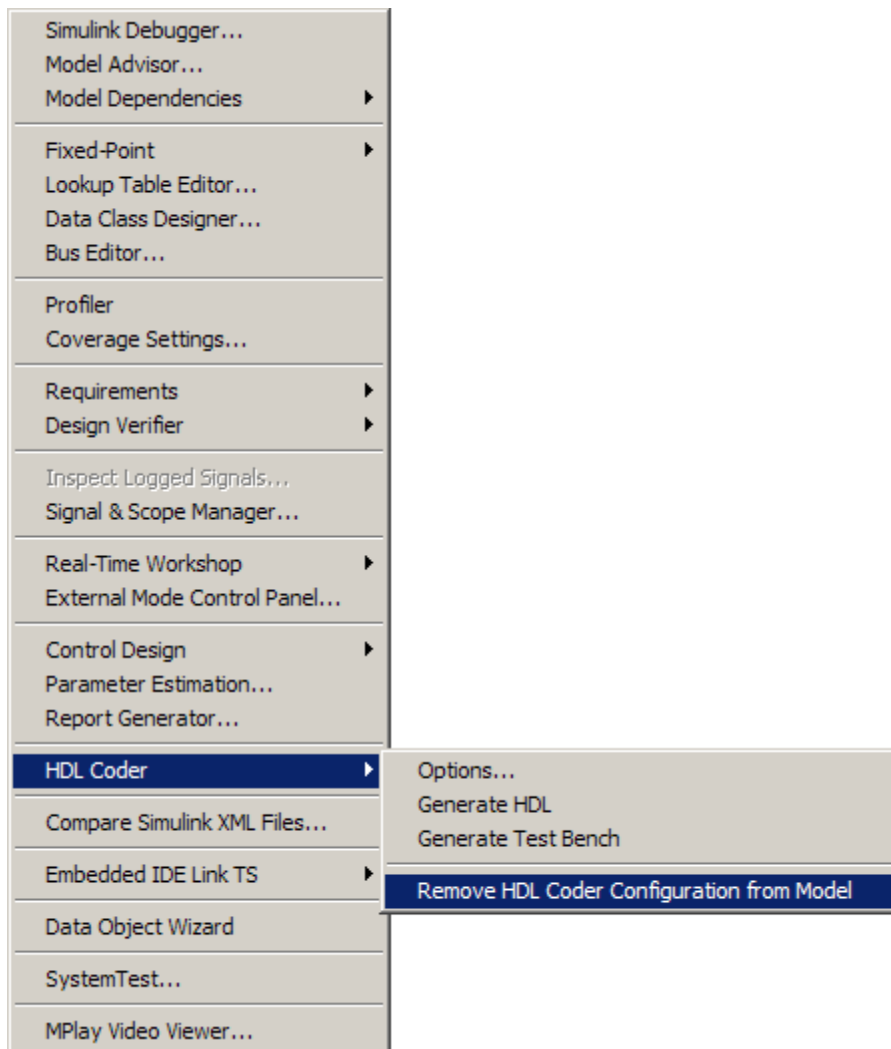 Simulink Debugger...
Model Advisor...
Model Dependencies
Fixed-Point
Lookup Table Editor...
Data Class Designer...
Bus Editor...
Profiler
Coverage Settings...
Requirements
Design Verifier
Inspect Logged Signals...
Signal & Scope Manager...
Real-Time Workshop
External Mode Control Panel...
Control Design
Parameter Estimation...
Report Generator...
HDL Coder
Compare Simulink XML Files...
Embedded IDE Link TS
Data Object Wizard
SystemTest...
MPlay Video Viewer...
Options...
Generate HDL
Generate Test Bench
Remove HDL Coder Configuration from Model